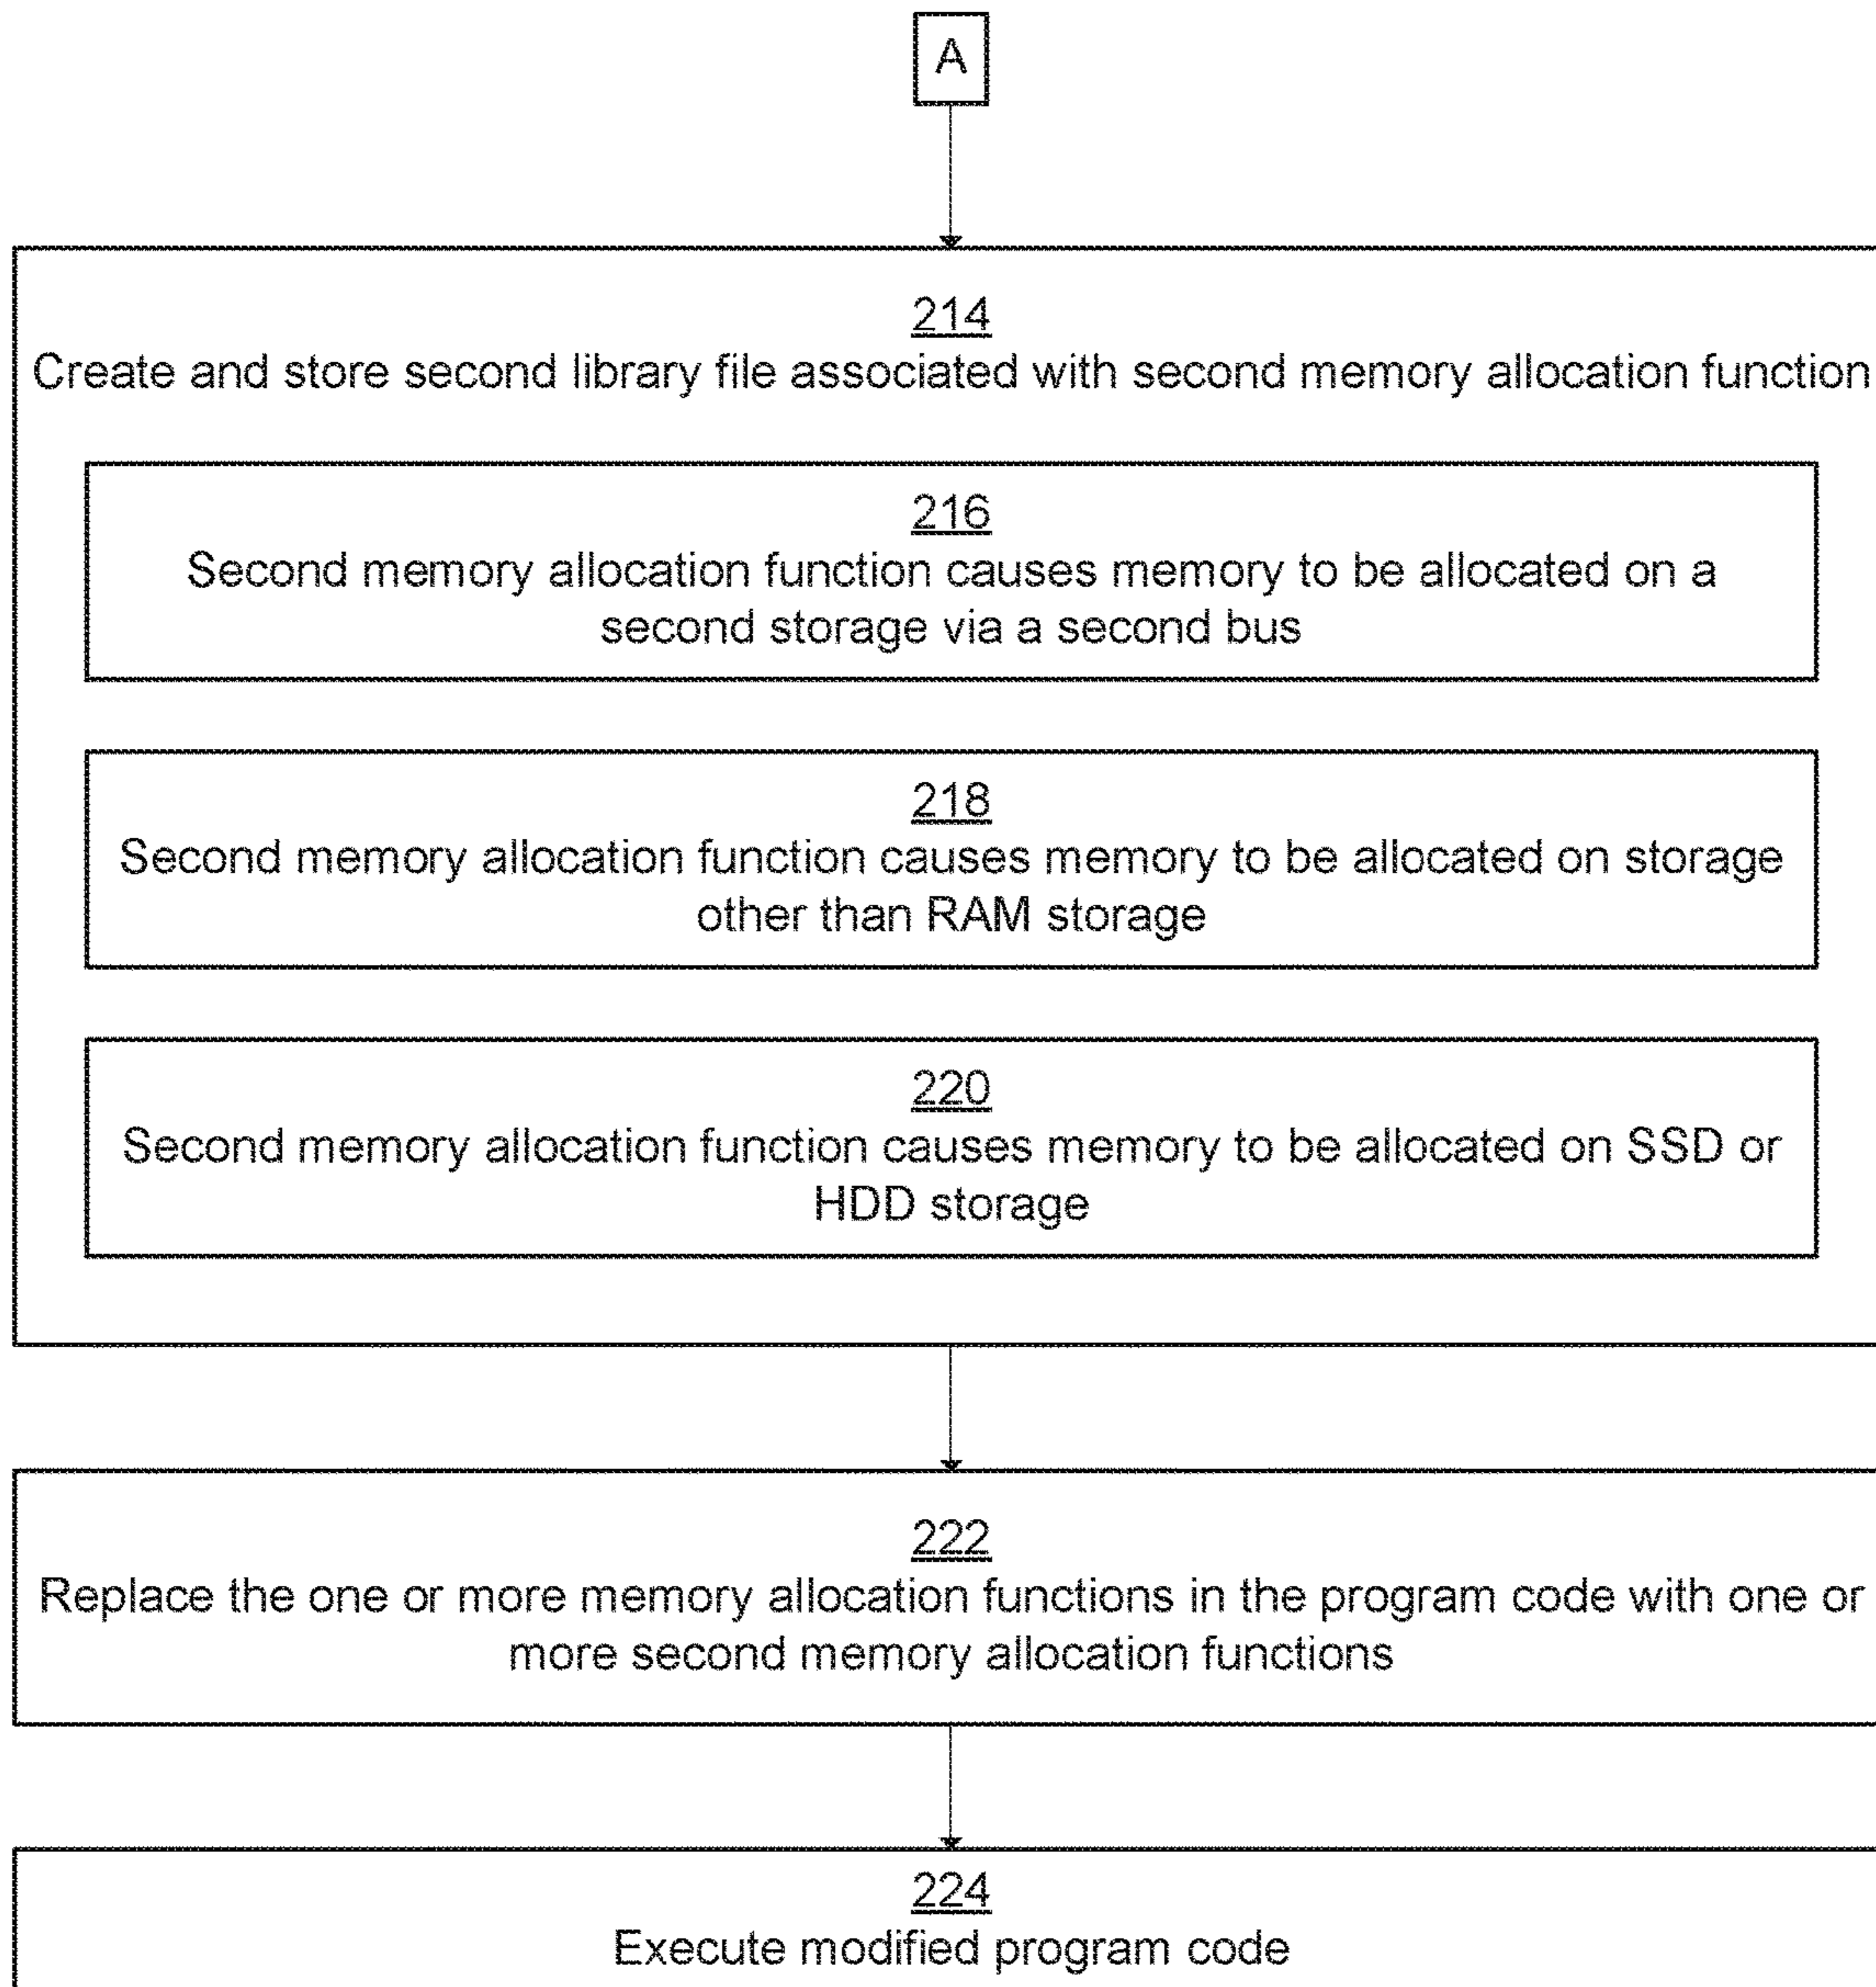 A
214
Create and store second library file associated with second memory allocation function
216
Second memory allocation function causes memory to be allocated on a
second storage via a second bus
218
Second memory allocation function causes memory to be allocated on storage
other than RAM storage
220
Second memory allocation function causes memory to be allocated on SSD or
HDD storage
222
Replace the one or more memory allocation functions in the program code with one or
more second memory allocation functions
224
Execute modified program code